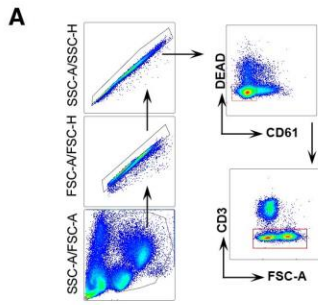 A
SSC-A/SSC-H
FSC-A/FSC-H
SSC-A/FSC-A
DEAD
CD61
CD3
FSC-A